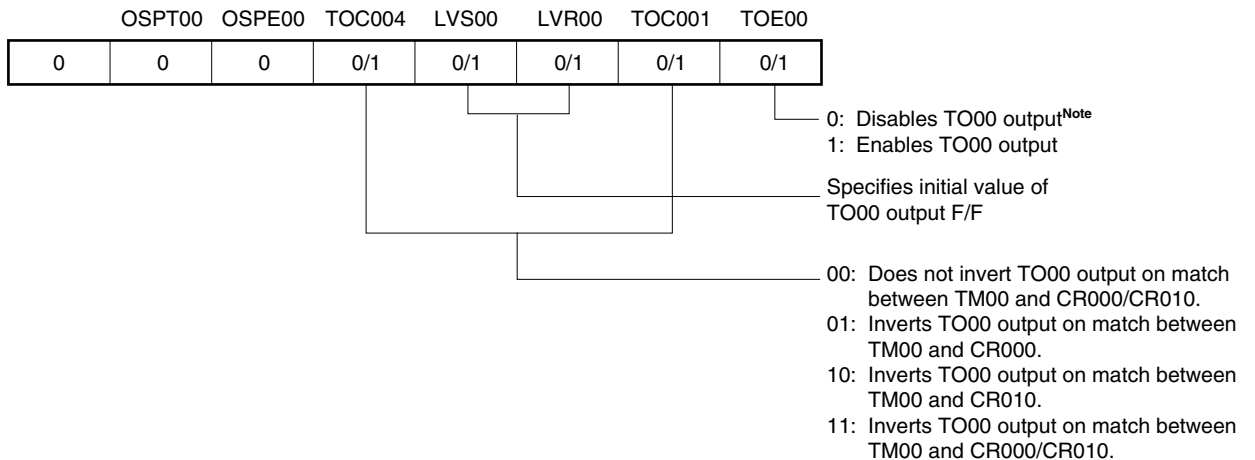 OSPT00 OSPE00 TOC004 LVS00 LVR00 TOC001 TOE00
0 0 0 0/1 0/1 0/1 0/1 0/1
0: Disables TO00 outputNote
1: Enables TO00 output
Specifies initial value of
TO00 output F/F
00: Does not invert TO00 output on match
between TM00 and CR000/CR010.
01: Inverts TO00 output on match between
TM00 and CR000.
10: Inverts TO00 output on match between
TM00 and CR010.
11: Inverts TO00 output on match between
TM00 and CR000/CR010.